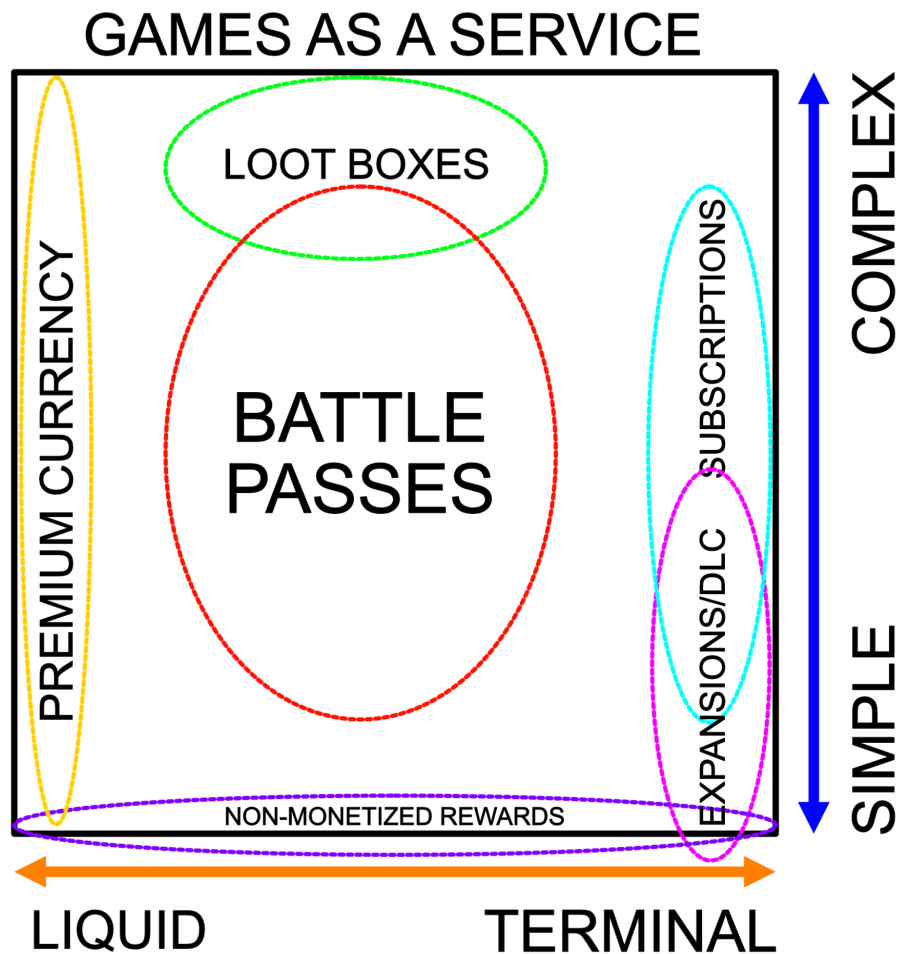 GAMES AS A SERVICE
LOOT BOXES
COMPLEX
SUBSCRIPTIONS
PREMIUM CURRENCY
BATTLE
PASSES
EXPANSIONS/DLC
SIMPLE
NON-MONETIZED REWARDS
LIQUID
TERMINAL